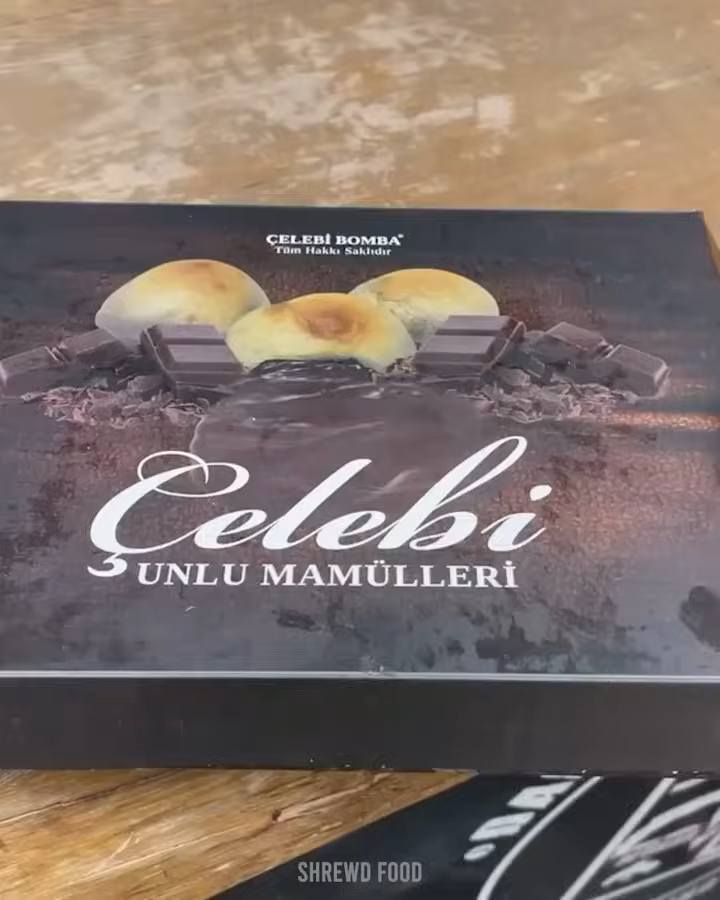 ÇELEBİ BOMBA®
Tüm Hakkı Saklıdır
Çelebi
UNLU MAMÜLLERİ
SHREWD FOOD